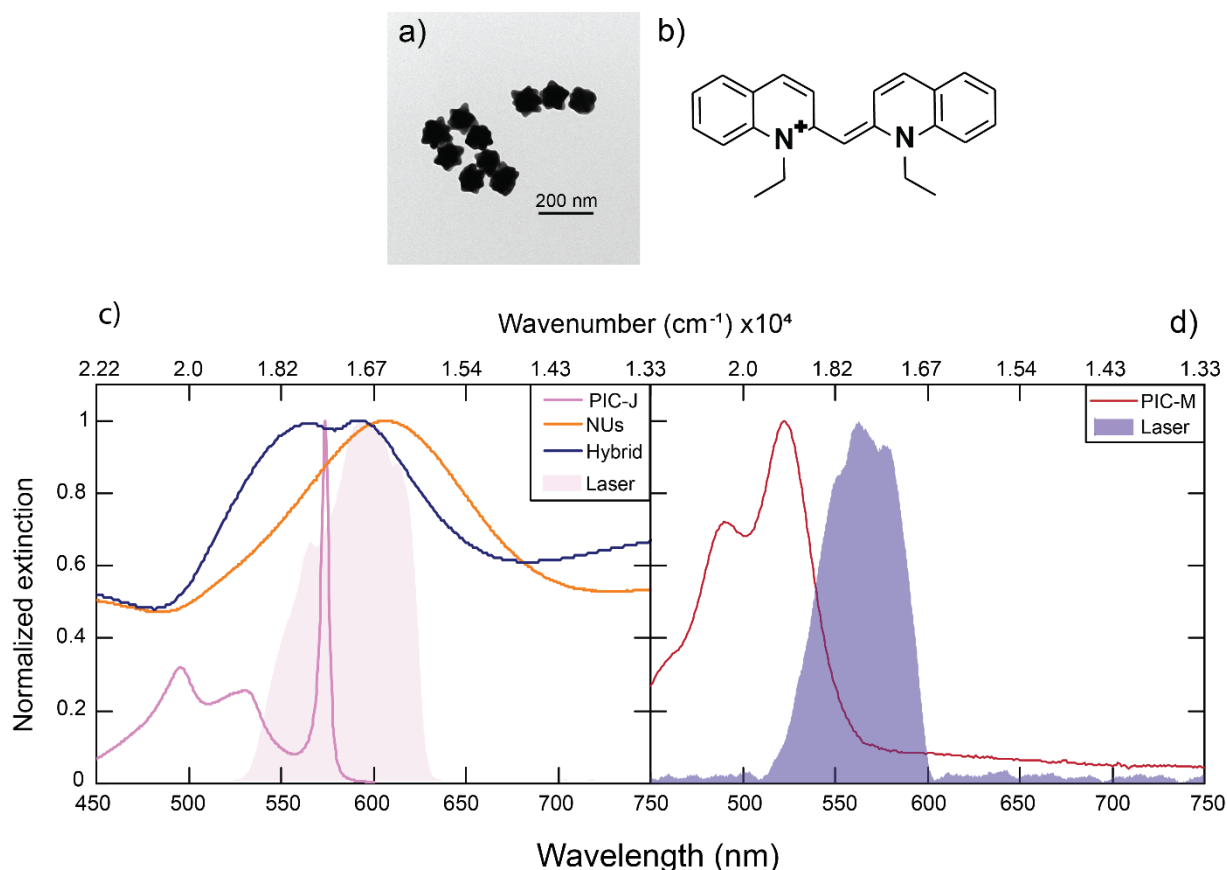 a)
200 nm
b)
N
+
N
c)
Wavenumber (cm⁻¹) x10⁴
d)
2.22 2.0 1.82 1.67 1.54 1.43 1.33
2.0 1.82 1.67 1.54 1.43 1.33
PIC-J
NUs
Hybrid
Laser
PIC-M
Laser
Normalized extinction
1
0.8
0.6
0.4
0.2
0
450 500 550 600 650 700 750 500 550 600 650 700 750
Wavelength (nm)